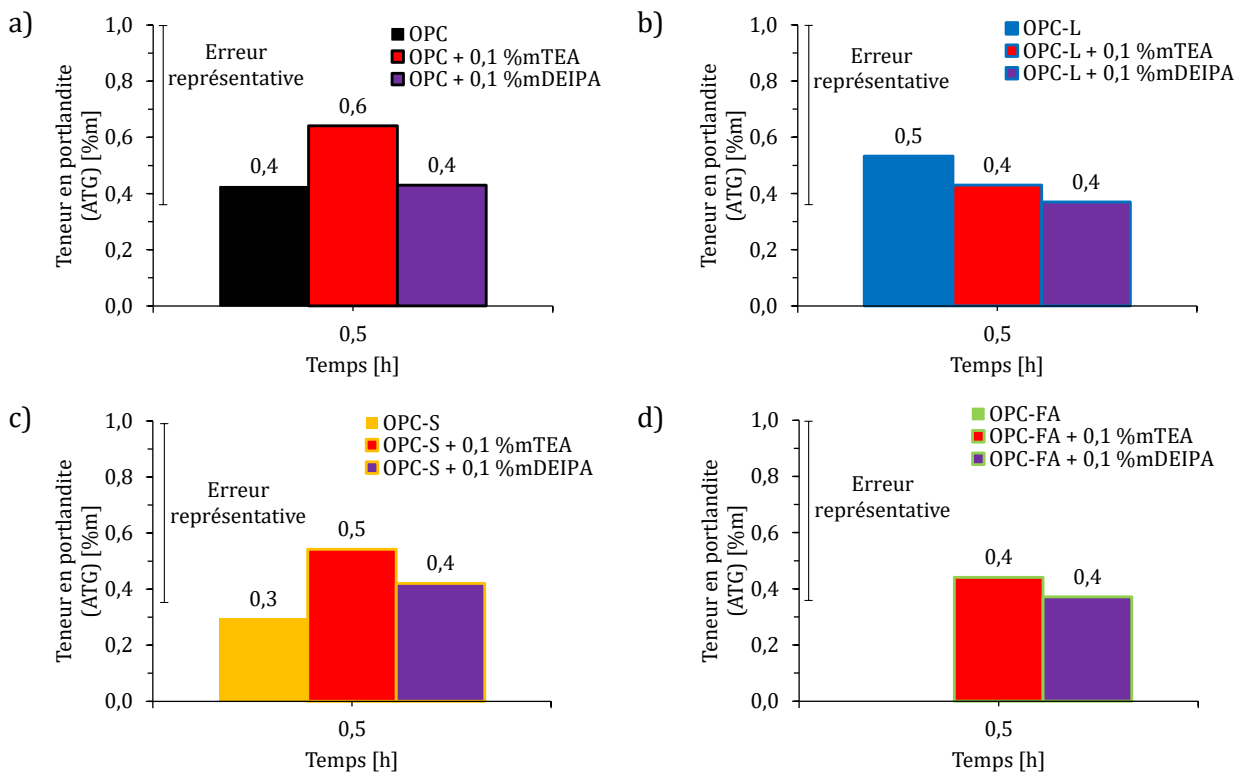 a)
Teneur en portlandite
(ATG) [%m]
1,0
0,8
0,6
0,4
0,2
0,0
Erreur
représentative
OPC
OPC + 0,1 %mTEA
OPC + 0,1 %mDEIPA
0,4
0,6
0,4
0,5
Temps [h]
b)
Teneur en portlandite
(ATG) [%m]
1,0
0,8
0,6
0,4
0,2
0,0
Erreur
représentative
OPC-L
OPC-L + 0,1 %mTEA
OPC-L + 0,1 %mDEIPA
0,5
0,4
0,4
0,5
Temps [h]
c)
Teneur en portlandite
(ATG) [%m]
1,0
0,8
0,6
0,4
0,2
0,0
Erreur
représentative
OPC-S
OPC-S + 0,1 %mTEA
OPC-S + 0,1 %mDEIPA
0,3
0,5
0,4
0,5
Temps [h]
d)
Teneur en portlandite
(ATG) [%m]
1,0
0,8
0,6
0,4
0,2
0,0
Erreur
représentative
OPC-FA
OPC-FA + 0,1 %mTEA
OPC-FA + 0,1 %mDEIPA
0,4
0,4
0,5
Temps [h]